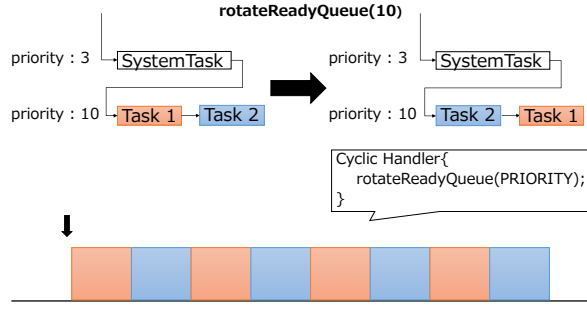 rotateReadyQueue(10)
priority : 3
SystemTask
priority : 10
Task 1
Task 2
priority : 3
SystemTask
priority : 10
Task 2
Task 1
Cyclic Handler{
rotateReadyQueue(PRIORITY);
}